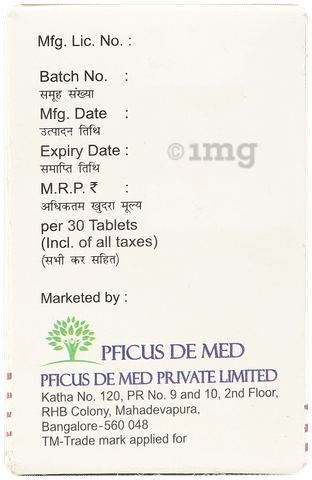 Mfg. Lic. No. :
Batch No. :
समूह संख्या
Mfg. Date :
उत्पादन तिथि
Expiry Date :
समाप्ति तिथि
M.R.P. ₹ :
अधिकतम खुदरा मूल्य
per 30 Tablets
(Incl. of all taxes)
(सभी कर सहित)
©1mg
Marketed by :
PFICUS DE MED
PFICUS DE MED PRIVATE LIMITED
Katha No. 120, PR No. 9 and 10, 2nd Floor,
RHB Colony, Mahadevapura,
Bangalore-560 048
TM-Trade mark applied for